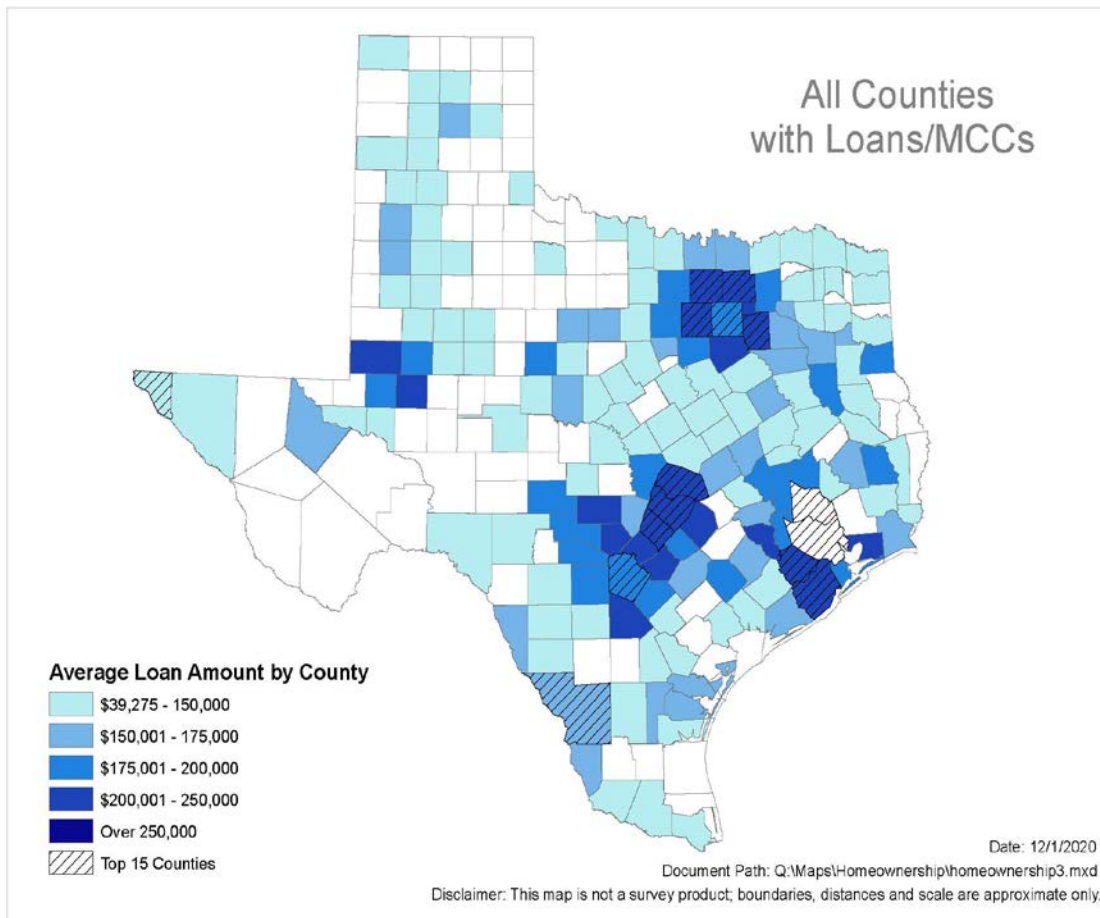 All Counties
with Loans/MCCs
Average Loan Amount by County
$39,275 - 150,000
$150,001 - 175,000
$175,001 - 200,000
$200,001 - 250,000
Over 250,000
Top 15 Counties
Date: 12/1/2020
Document Path: Q:\Maps\Homeownership\homeownership3.mxd
Disclaimer: This map is not a survey product; boundaries, distances and scale are approximate only.